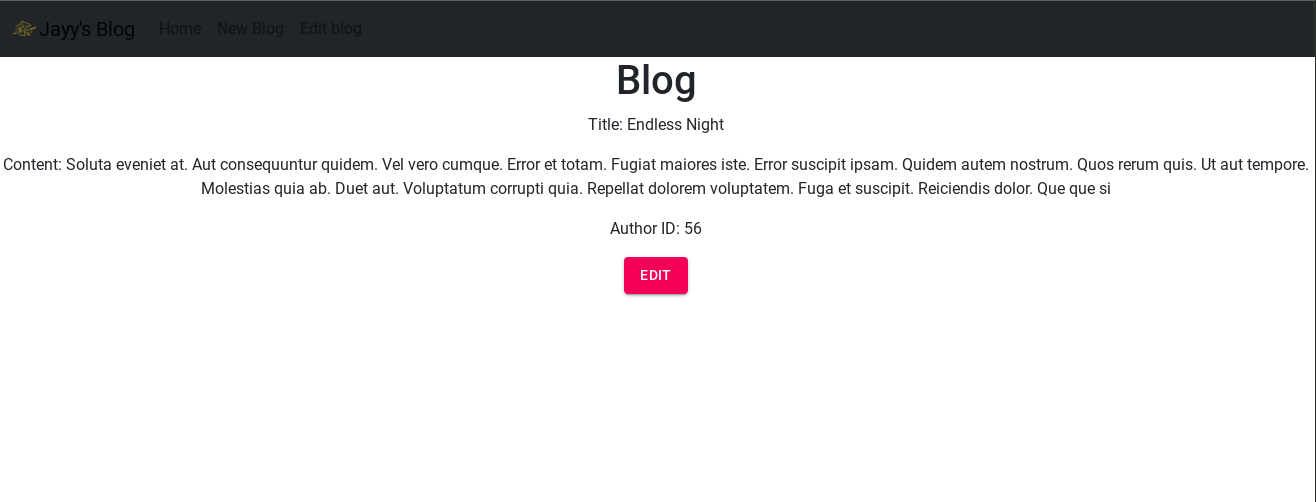 Jayy's Blog Home New Blog Edit blog
Blog
Title: Endless Night
Content: Soluta eveniet at. Aut consequuntur quidem. Vel vero cumque. Error et totam. Fugiat maiores iste. Error suscipit ipsam. Quidem autem nostrum. Quos rerum quis. Ut aut tempore.
Molestias quia ab. Duet aut. Voluptatum corrupti quia. Repellat dolorem voluptatem. Fuga et suscipit. Reiciendis dolor. Que que si
Author ID: 56
EDIT